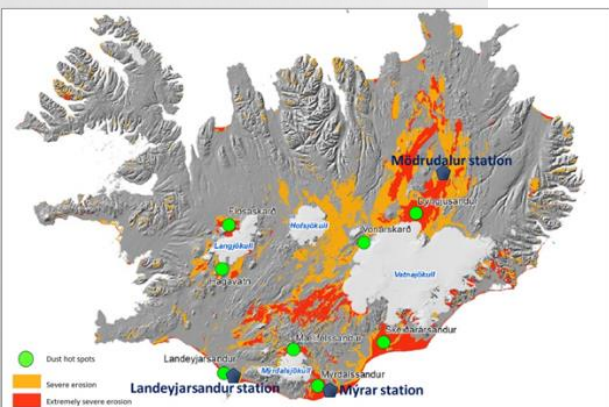 Mödrudalur station
Dyngjusandur
Flosaskarð
Hofsjökull
Vonarskarð
Langjökull
Vatnajökull
Hagavatn
Skeiðarársandur
Mælifellssandur
Landeyjarsandur
Mýrdalsjökull
Mýrdalssandur
Landeyjarsandur station
Mýrar station
Dust hot spots
Severe erosion
Extremely severe erosion